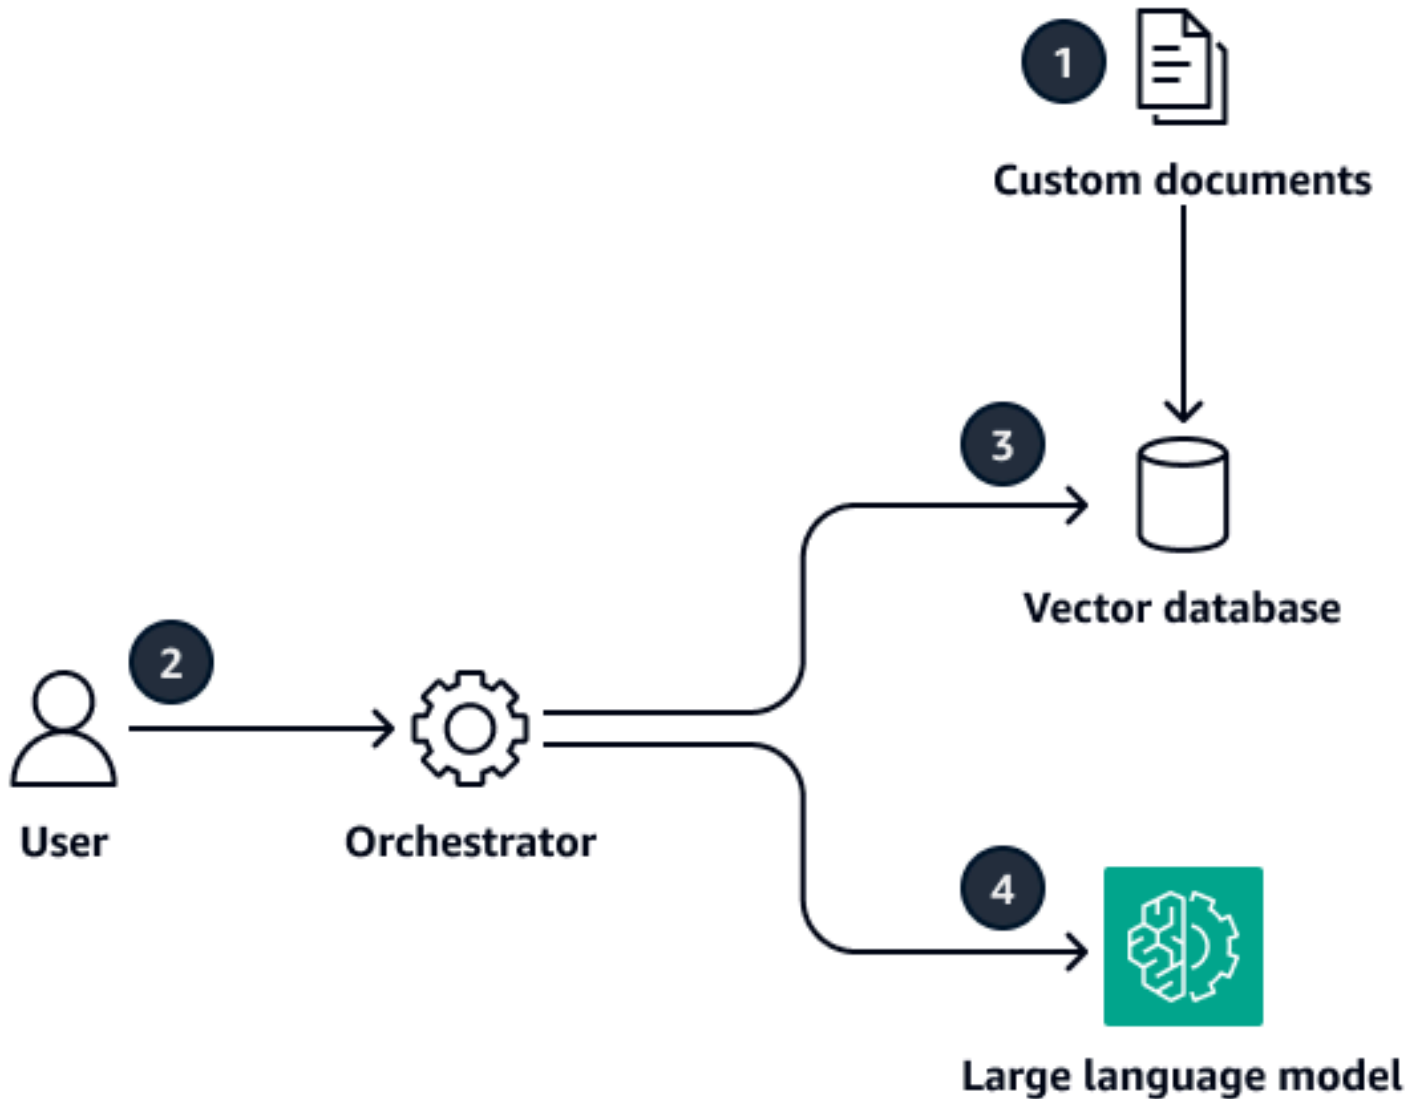 1
Custom documents
3
Vector database
2
User
Orchestrator
4
Large language model